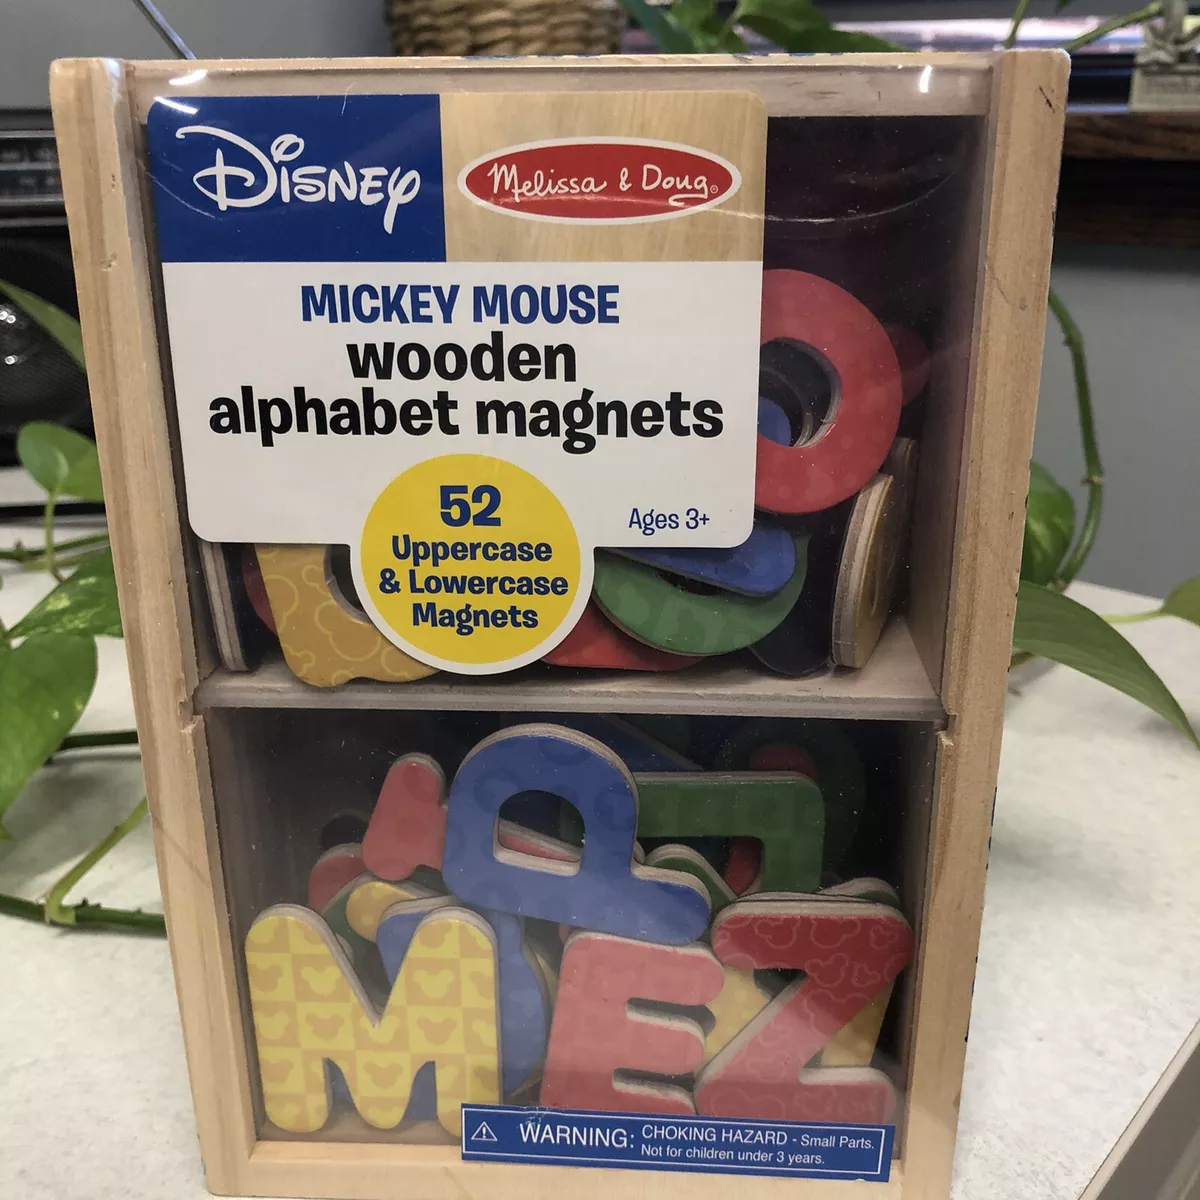 Disney
Melissa & Doug®
MICKEY MOUSE
wooden
alphabet magnets
52
Uppercase
& Lowercase
Magnets
Ages 3+
P
M E Z
WARNING: CHOKING HAZARD - Small Parts.
Not for children under 3 years.